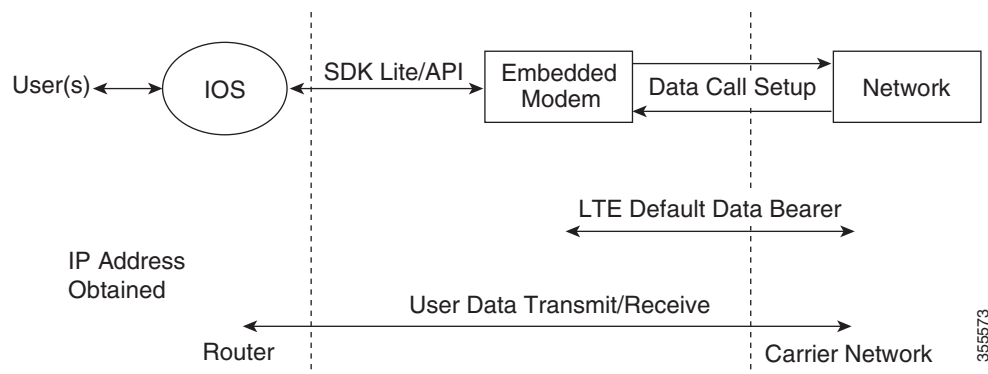 User(s)
IOS
SDK Lite/API
Embedded
Modem
Data Call Setup
Network
LTE Default Data Bearer
IP Address
Obtained
User Data Transmit/Receive
Router
Carrier Network
355573